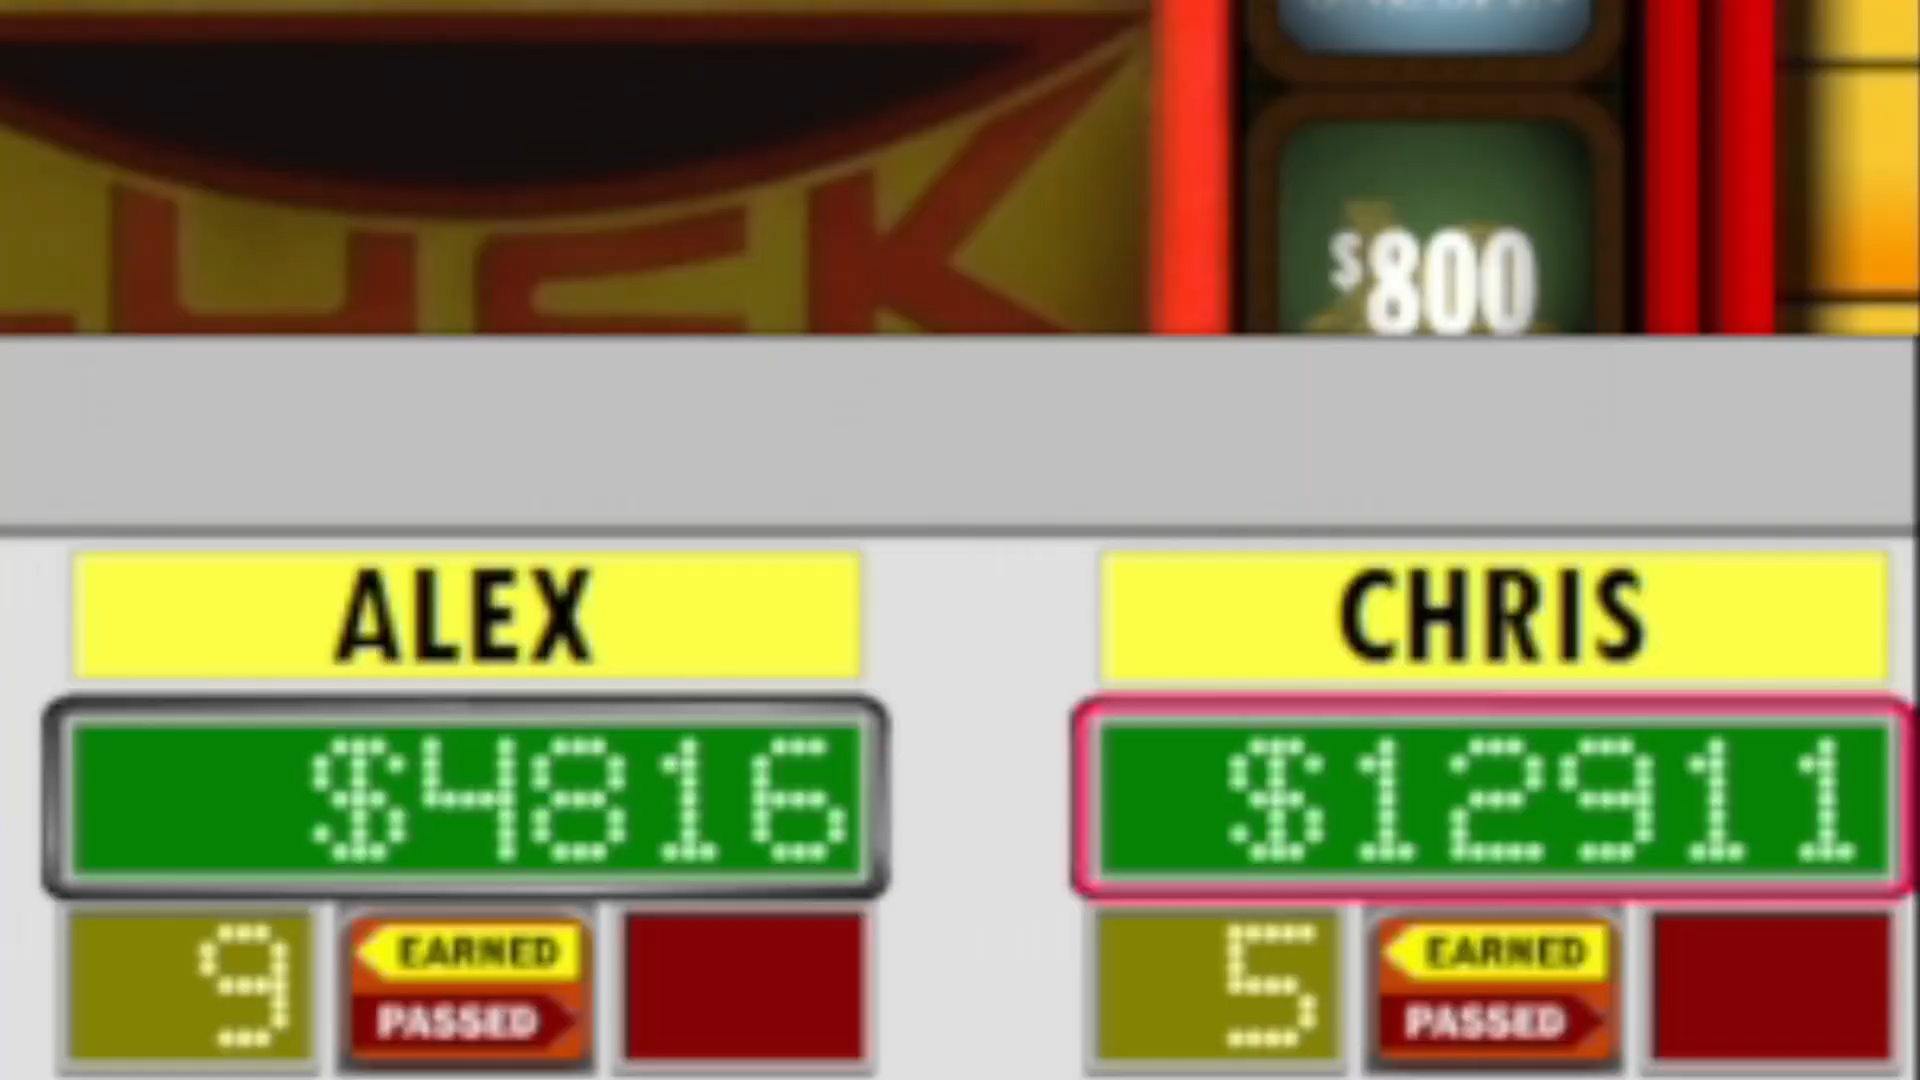 $800
ALEX
CHRIS
$4816
$12911
9
EARNED
PASSED
5
EARNED
PASSED